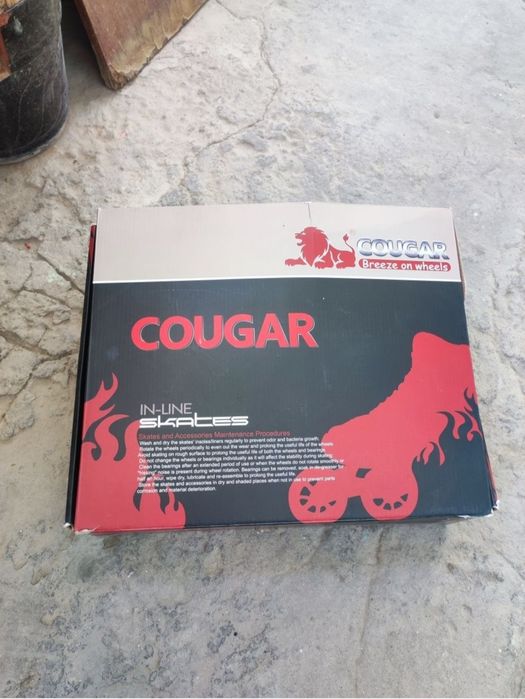 COUGAR
Breeze on wheels
COUGAR
IN-LINE
SKATES
Skates and Accessories Maintenance Procedures
Wash and dry the skates' insoles/liners regularly to prevent odor and bacteria growth.
Rotate the wheels periodically to even out the wear and prolong the useful life of the wheels
Avoid skating on rough surface to prolong the useful life of both the wheels and bearings
Do not change the wheels or bearings individually as it will affect the stability during skating
Clean the bearings after an extended period of use or when the wheels do not rotate smoothly or
noise is present during wheel rotation. Bearings can be removed, soak in degreaser for
half an hour, wipe dry, lubricate and re-assemble to prolong the useful life.
Store the skates and accessories in dry and shaded places when not in use to prevent parts
corrosion and material deterioration.